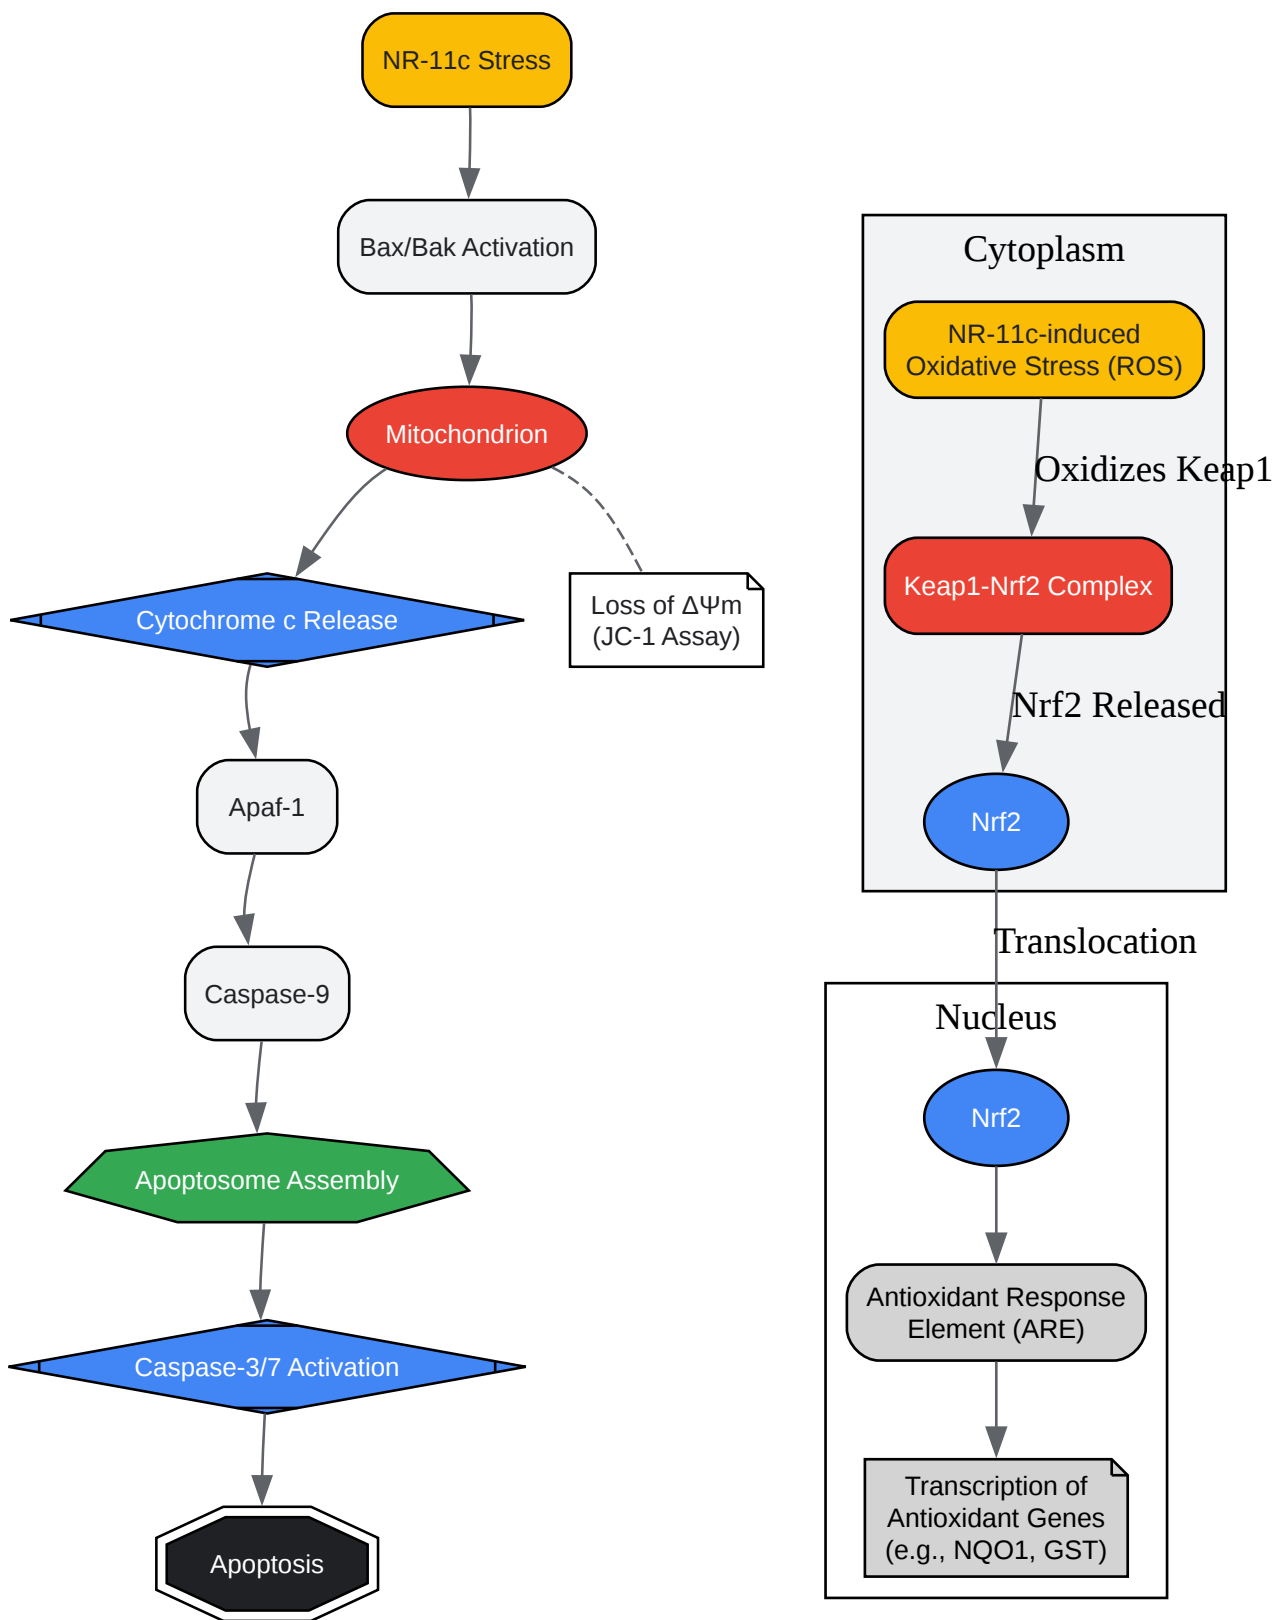 NR-11c Stress
Bax/Bak Activation
Mitochondrion
Cytochrome c Release
Loss of ΔΨm
(JC-1 Assay)
Apaf-1
Caspase-9
Apoptosome Assembly
Caspase-3/7 Activation
Apoptosis
Cytoplasm
NR-11c-induced
Oxidative Stress (ROS)
Oxidizes Keap1
Keap1-Nrf2 Complex
Nrf2 Released
Nrf2
Translocation
Nucleus
Nrf2
Antioxidant Response
Element (ARE)
Transcription of
Antioxidant Genes
(e.g., NQO1, GST)